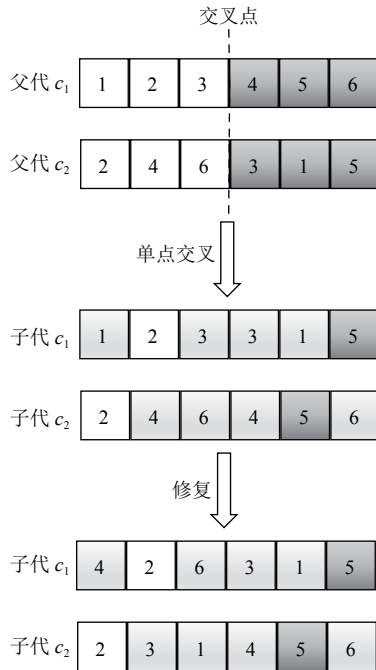 交叉点
父代 c1 1 2 3 4 5 6
父代 c2 2 4 6 3 1 5
单点交叉
子代 c1 1 2 3 3 1 5
子代 c2 2 4 6 4 5 6
修复
子代 c1 4 2 6 3 1 5
子代 c2 2 3 1 4 5 6